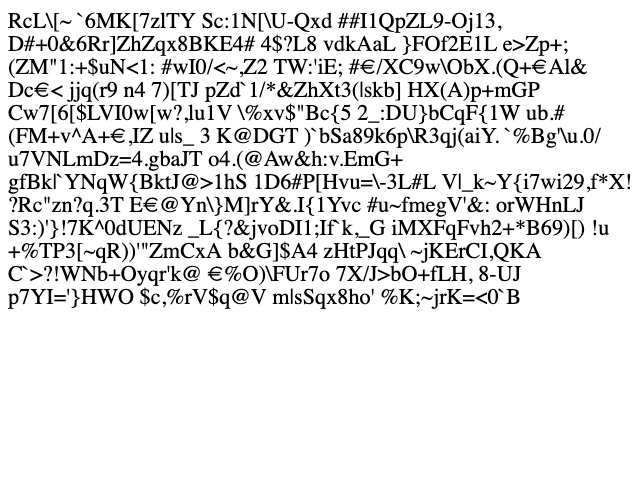 RcL\[~ `6MK[7zlTY Sc:1N[\U-Qxd ##I1QpZL9-Oj13,
D#+0&6Rr]ZhZqx8BKE4# 4$?L8 vdkAaL }FOf2E1L e>Zp+;
(ZM"1:+$uN<1: #wI0/<~,Z2 TW:'iE; #€/XC9w\ObX.(Q+€Al&
Dc€< jjq(r9 n4 7)[TJ pZd`1/*&ZhXt3(|skb] HX(A)p+mGP
Cw7[6[$LVI0w[w?,lu1V \%xv$"Bc{5 2_:DU}bCqF{1W ub.#
(FM+v^A+€,IZ u|s_ 3 K@DGT )`bSa89k6p\R3qj(aiY. `%Bg'\u.0/
u7VNLmDz=4.gbaJT o4.(@Aw&h:v.EmG+
gfBk|`YNqW{BktJ@>1hS 1D6#P[Hvu=\-3L#L V|_k~Y{i7wi29,f*X!
?Rc"zn?q.3T E€@Yn\}M]rY&.I{1Yvc #u~fmegV'&: orWHnLJ
S3:)'}!7K^0dUENz _L{?&jvoDI1;If`k,_G iMXFqFvh2+*B69)[) !u
+%TP3[~qR))'"ZmCxA b&G]$A4 zHtPJqq\ ~jKErCI,QKA
C`>?!WNb+Oyqr'k@ €%O)\FUr7o 7X/J>bO+fLH, 8-UJ
p7YI='}HWO $c,%rV$q@V m|sSqx8ho' %K;~jrK=<0`B